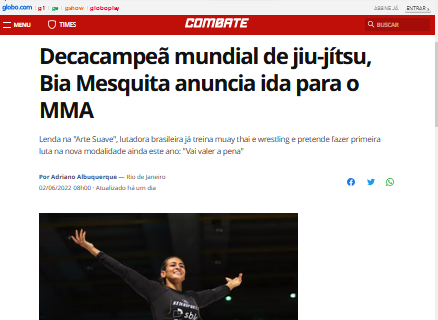 globo.com g1 ge gshow globoplay ASSINE JÁ ENTRAR ›
MENU TIMES COMBATE BUSCAR
Decacampeã mundial de jiu-jítsu,
Bia Mesquita anuncia ida para o
MMA
Lenda na "Arte Suave", lutadora brasileira já treina muay thai e wrestling e pretende fazer primeira
luta na nova modalidade ainda este ano: "Vai valer a pena"
Por Adriano Albuquerque — Rio de Janeiro
02/06/2022 08h00 · Atualizado há um dia